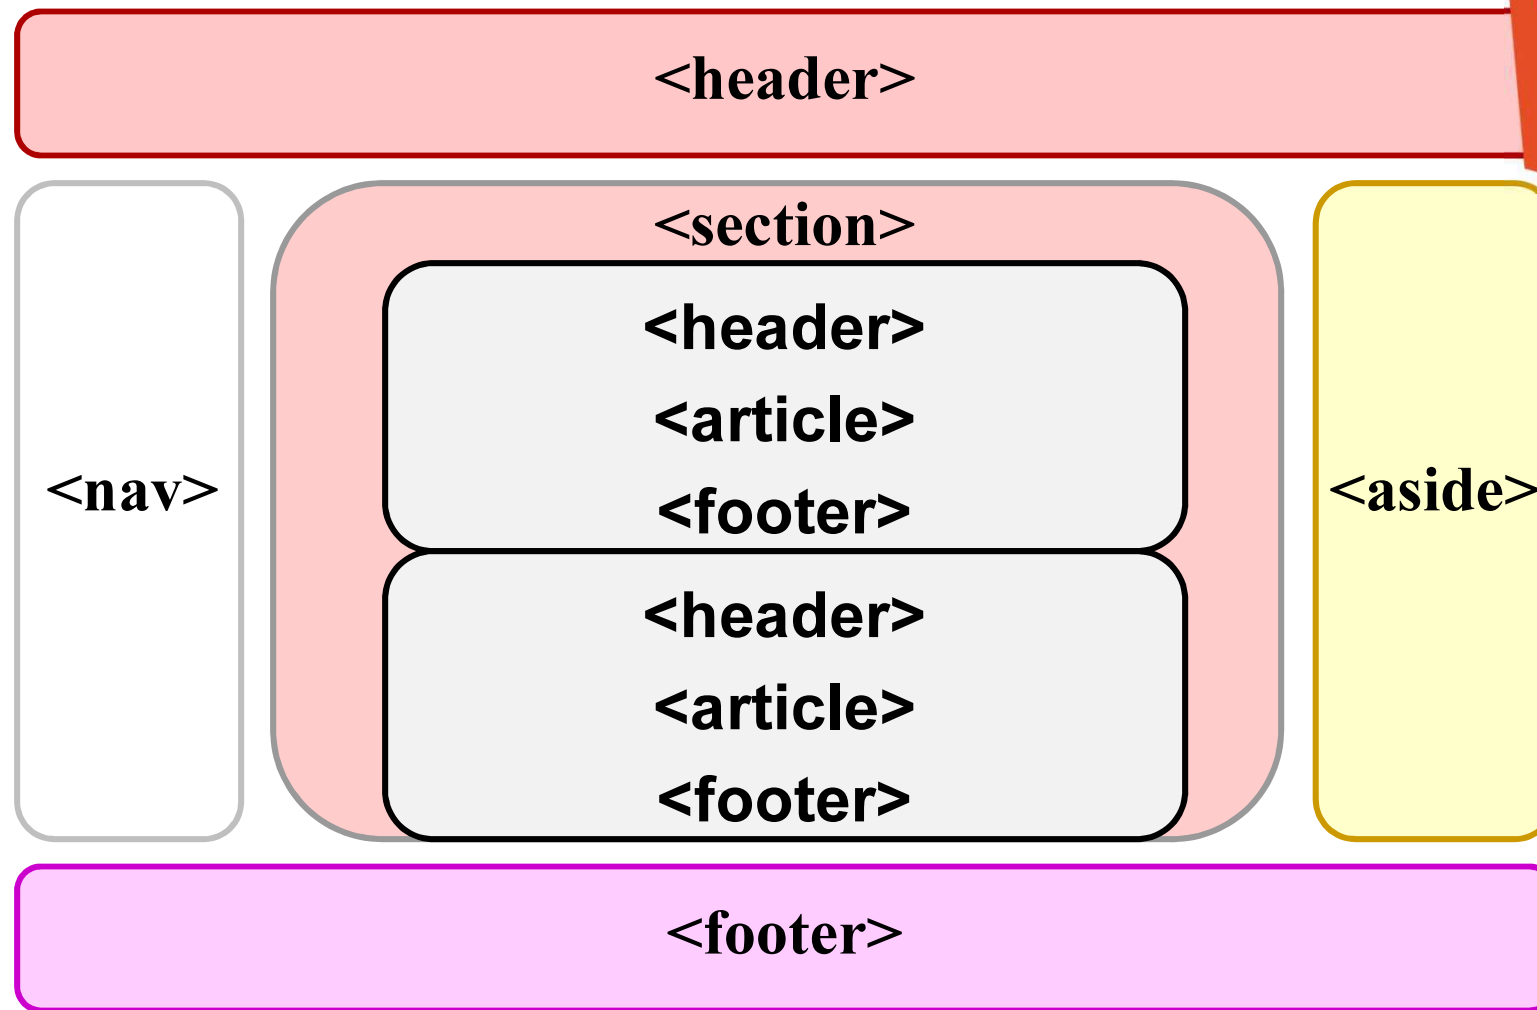 <header>
<section>
<header>
<article>
<footer>
<nav>
<aside>
<header>
<article>
<footer>
<footer>